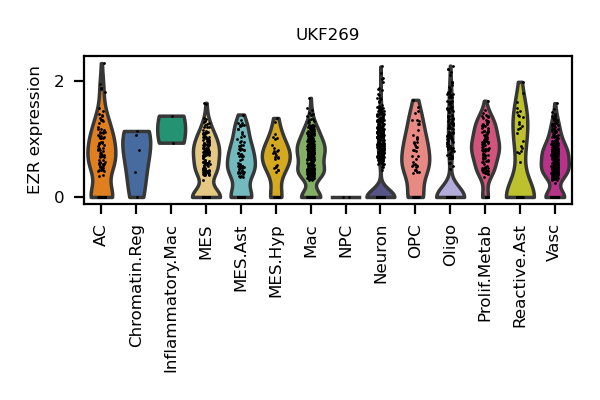 UKF269
EZR expression
2
0
AC
Chromatin.Reg
Inflammatory.Mac
MES
MES.Ast
MES.Hyp
Mac
NPC
Neuron
OPC
Oligo
Prolif.Metab
Reactive.Ast
Vasc